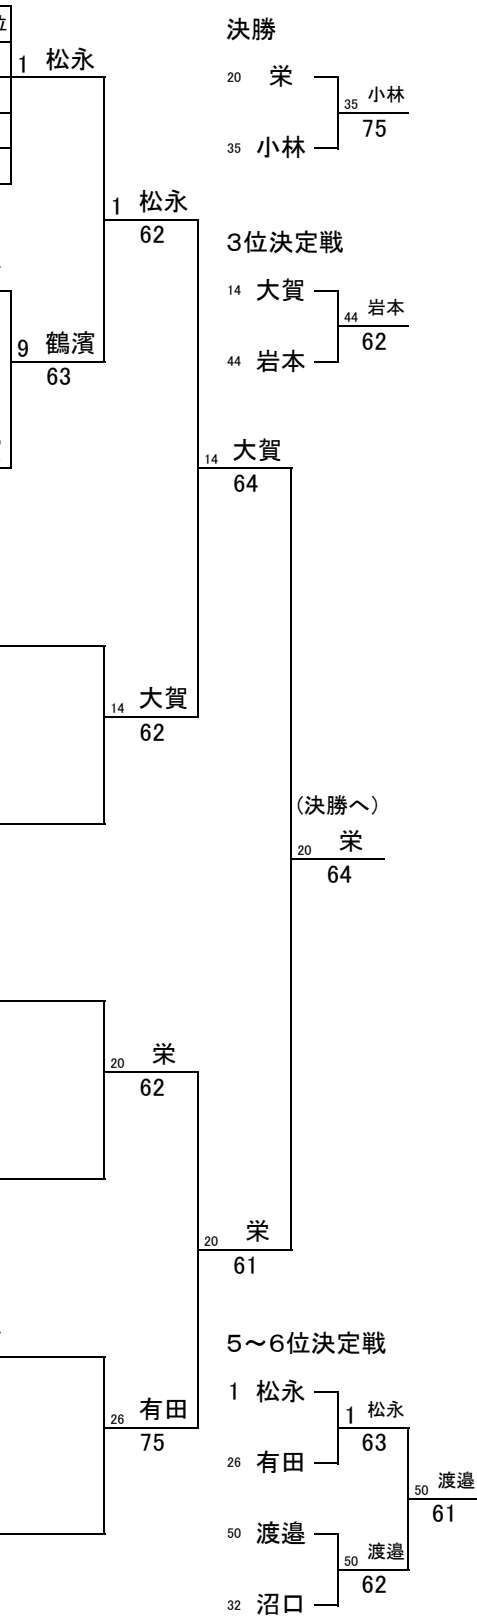 決勝
1 松永
20 栄
35 小林
75
35 小林
1 松永
62
3位決定戦
14 大賀
44 岩本
62
9 鶴濱
63
44 岩本
14 大賀
64
14 大賀
62
(決勝へ)
20 栄
64
20 栄
62
20 栄
61
5～6位決定戦
1 松永
26 有田
75
1 松永
63
26 有田
50 渡邉
61
50 渡邉
50 渡邉
62
32 沼口